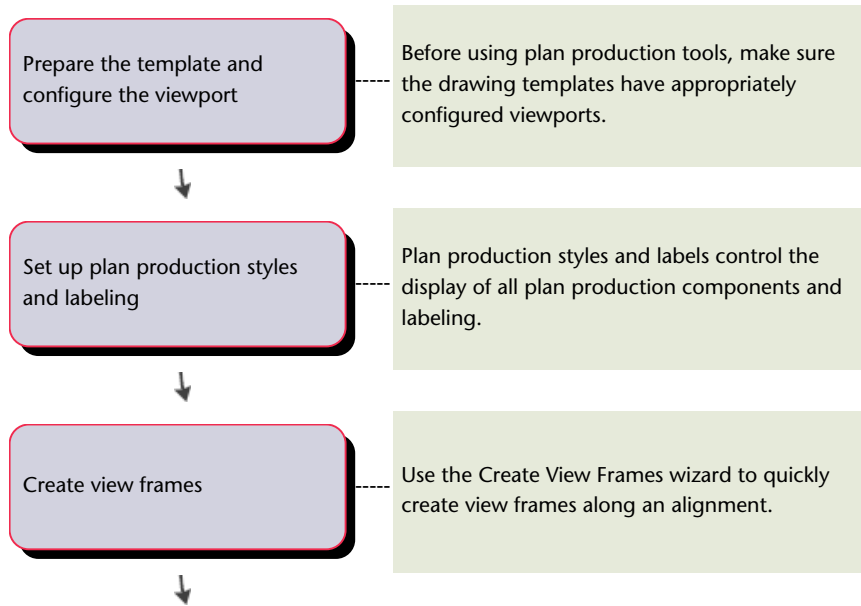 Prepare the template and
configure the viewport
Before using plan production tools, make sure
the drawing templates have appropriately
configured viewports.
Set up plan production styles
and labeling
Plan production styles and labels control the
display of all plan production components and
labeling.
Create view frames
Use the Create View Frames wizard to quickly
create view frames along an alignment.